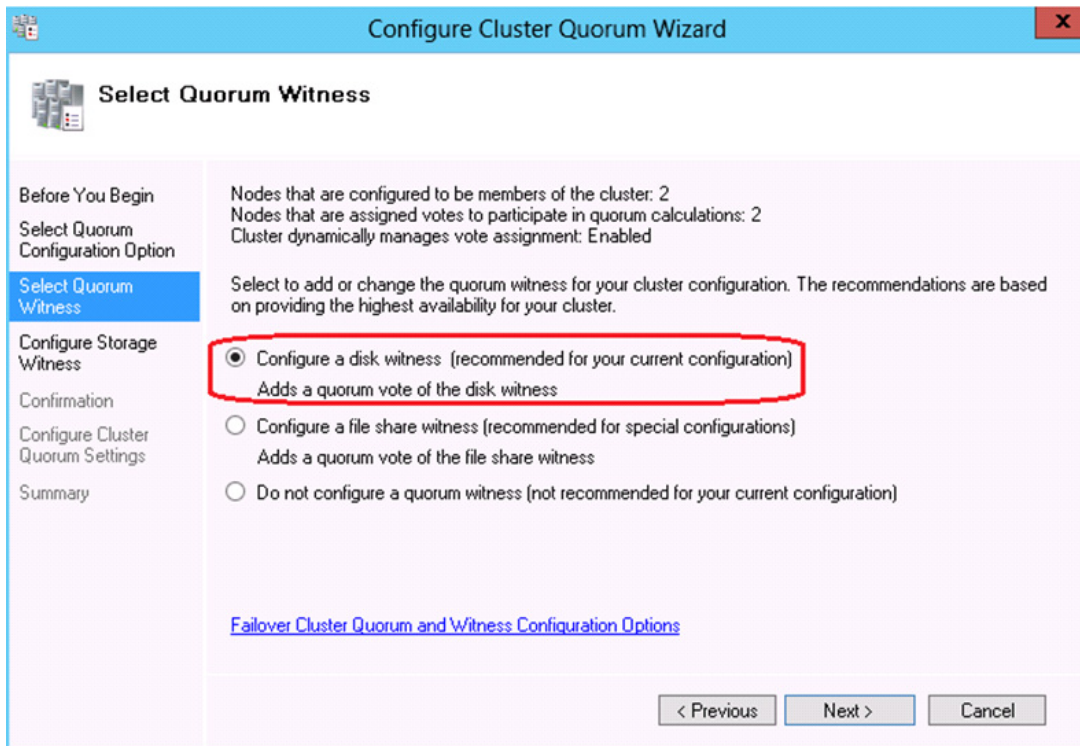 Configure Cluster Quorum Wizard
x
Select Quorum Witness
Before You Begin
Select Quorum
Configuration Option
Select Quorum
Witness
Configure Storage
Witness
Confirmation
Configure Cluster
Quorum Settings
Summary
Nodes that are configured to be members of the cluster: 2
Nodes that are assigned votes to participate in quorum calculations: 2
Cluster dynamically manages vote assignment: Enabled
Select to add or change the quorum witness for your cluster configuration. The recommendations are based
on providing the highest availability for your cluster.
Configure a disk witness (recommended for your current configuration)
Adds a quorum vote of the disk witness
Configure a file share witness (recommended for special configurations)
Adds a quorum vote of the file share witness
Do not configure a quorum witness (not recommended for your current configuration)
Failover Cluster Quorum and Witness Configuration Options
< Previous
Next >
Cancel